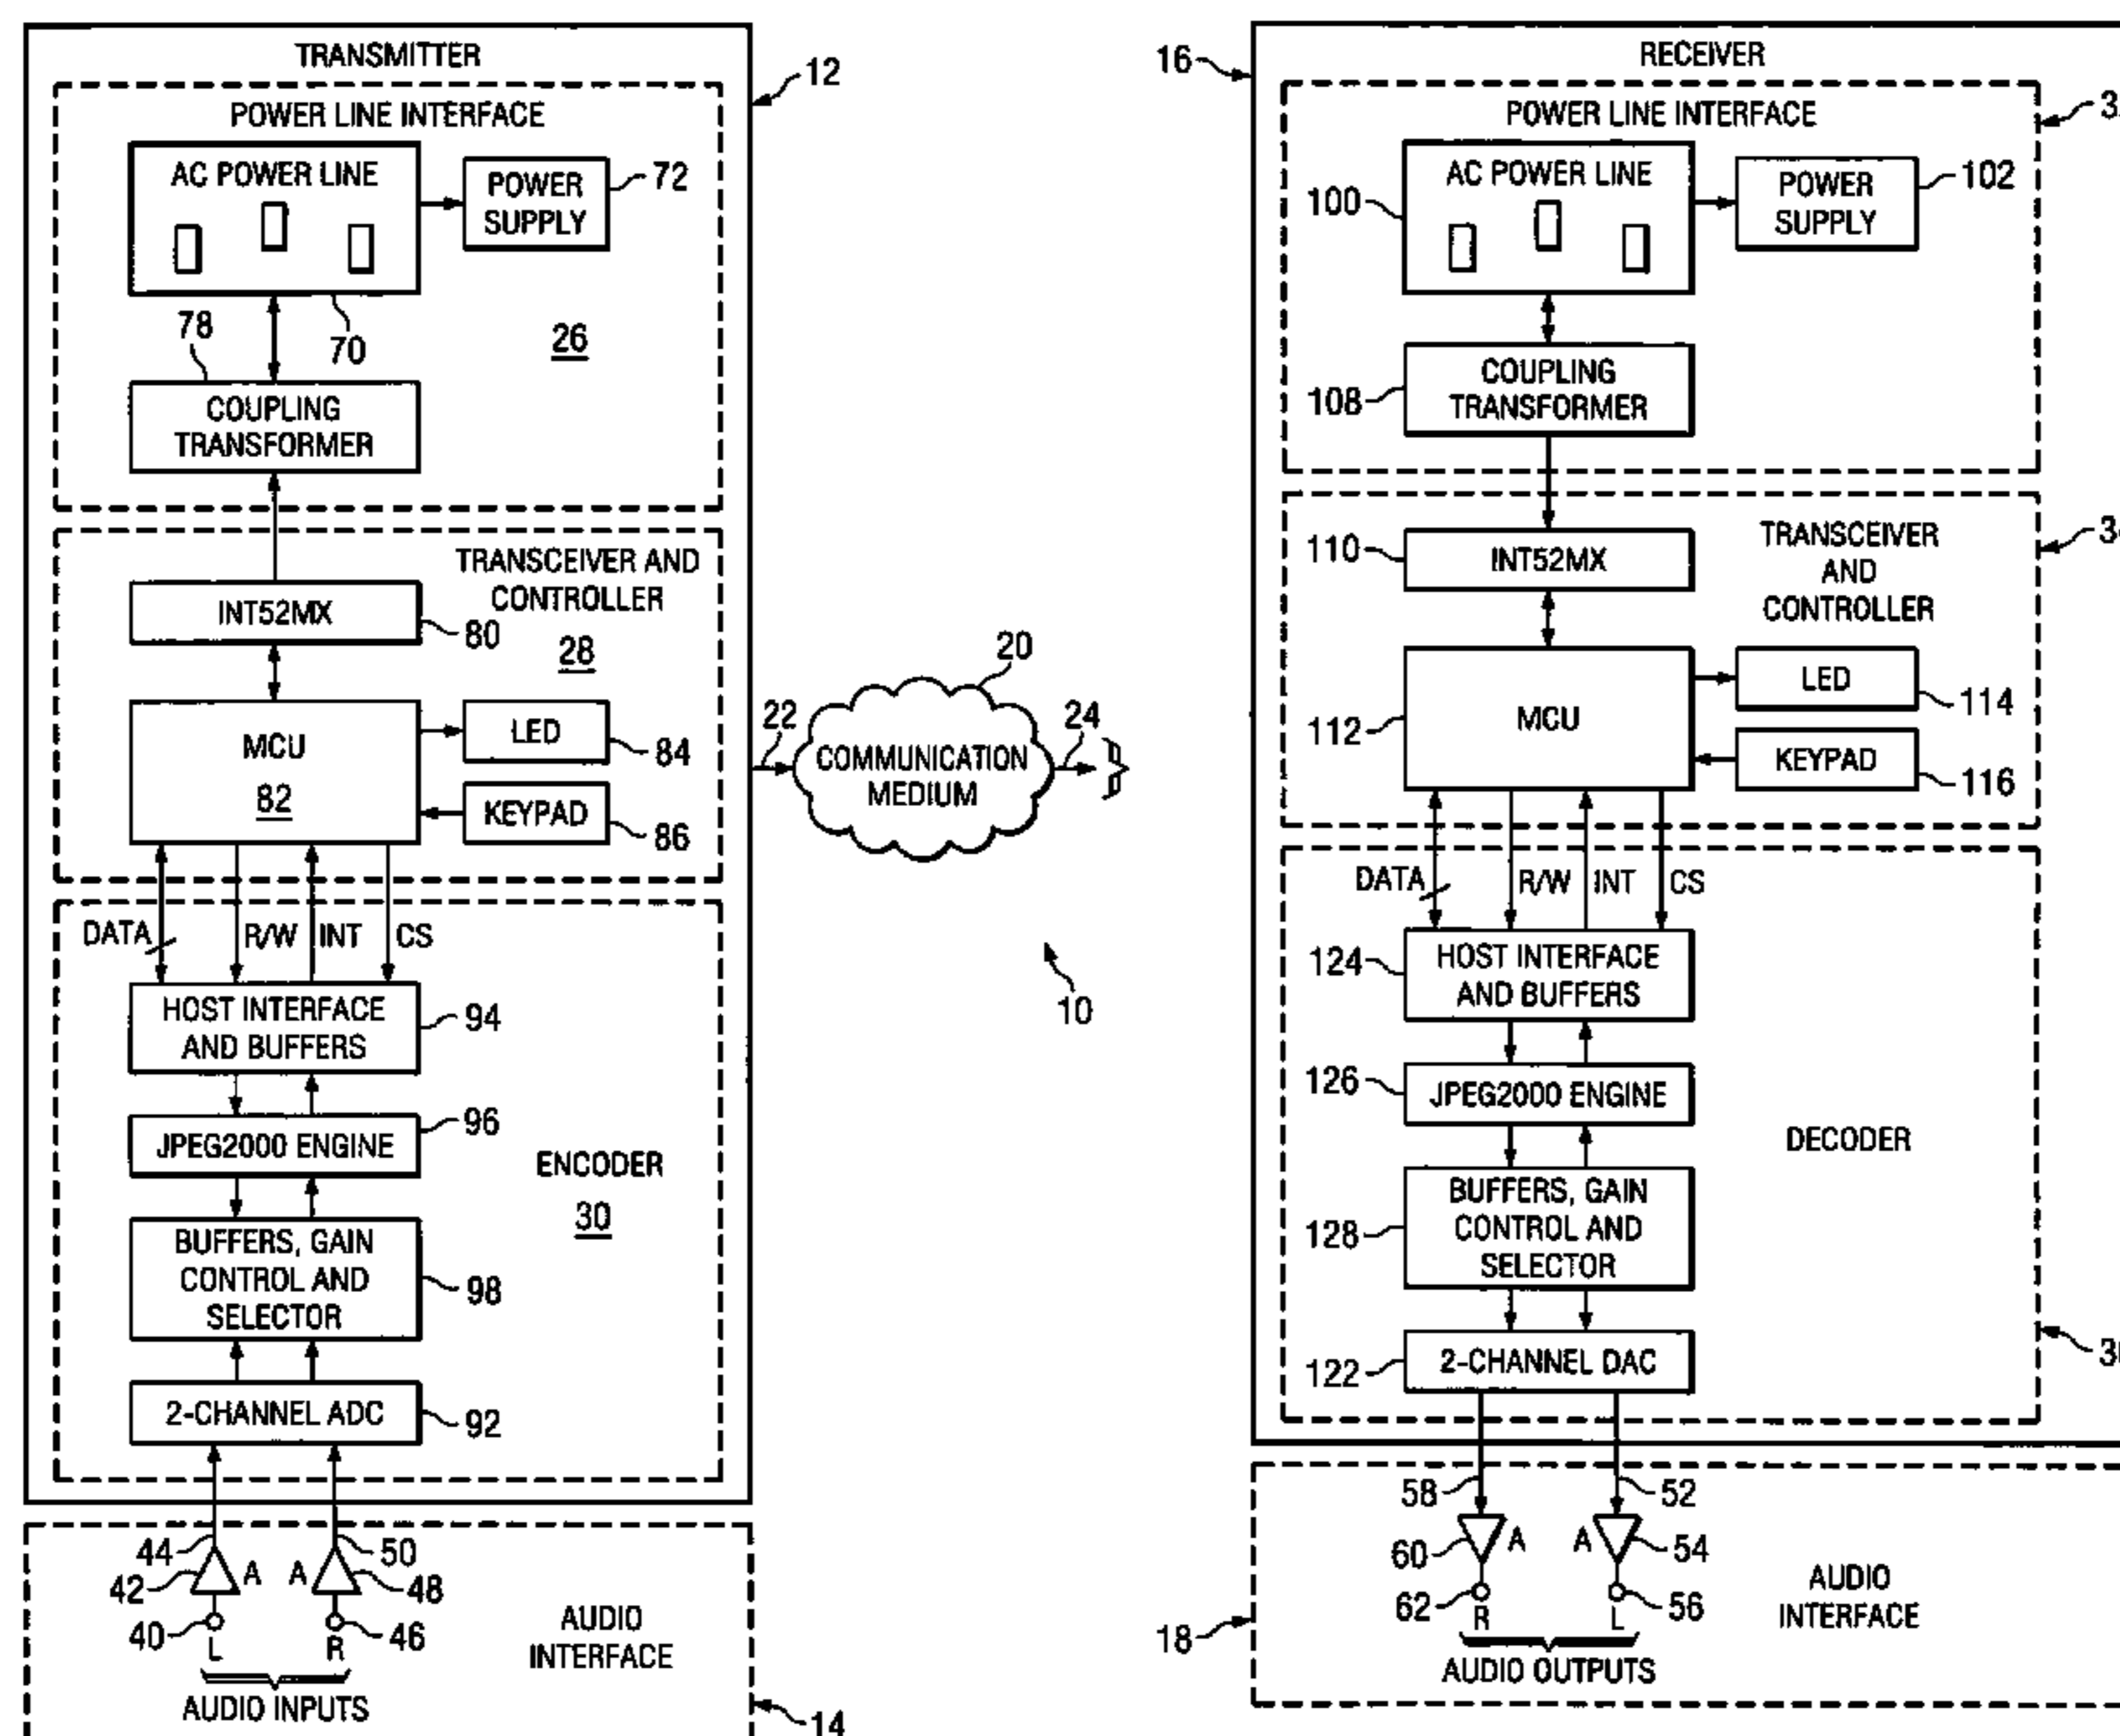 TRANSMITTER
12
POWER LINE INTERFACE
AC POWER LINE
POWER
SUPPLY
72
78
70
26
COUPLING
TRANSFORMER
TRANSCEIVER AND
CONTROLLER
INT52MX
80
28
MCU
82
LED
84
KEYPAD
86
DATA
R/W
INT
CS
HOST INTERFACE
AND BUFFERS
94
JPEG2000 ENGINE
96
ENCODER
30
BUFFERS, GAIN
CONTROL AND
SELECTOR
98
2-CHANNEL ADC
92
44
50
42
A
A
48
40
46
L
R
AUDIO INPUTS
AUDIO
INTERFACE
14
20
22
COMMUNICATION
MEDIUM
24
10
16
RECEIVER
POWER LINE INTERFACE
AC POWER LINE
100
POWER
SUPPLY
102
COUPLING
TRANSFORMER
108
TRANSCEIVER
AND
CONTROLLER
110
INT52MX
112
MCU
LED
114
KEYPAD
116
DATA
R/W
INT
CS
124
HOST INTERFACE
AND BUFFERS
126
JPEG2000 ENGINE
DECODER
128
BUFFERS, GAIN
CONTROL AND
SELECTOR
122
2-CHANNEL DAC
58
52
60
A
A
54
62
56
R
L
AUDIO OUTPUTS
AUDIO
INTERFACE
18